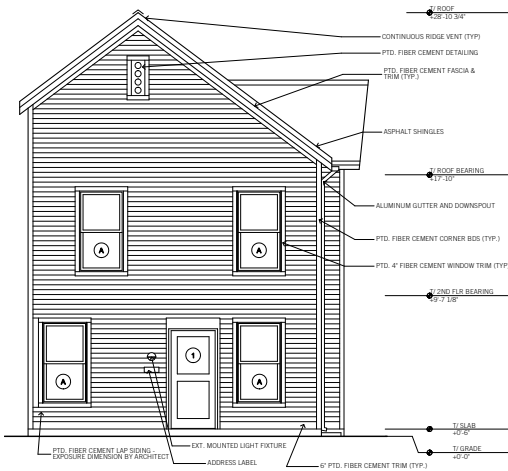 T/ ROOF
+28'-10 3/4"
CONTINUOUS RIDGE VENT (TYP)
PTD. FIBER CEMENT DETAILING
PTD. FIBER CEMENT FASCIA &
TRIM (TYP.)
ASPHALT SHINGLES
T/ ROOF BEARING
+17'-10"
ALUMINUM GUTTER AND DOWNSPOUT
PTD. FIBER CEMENT CORNER BDS (TYP.)
PTD. 4" FIBER CEMENT WINDOW TRIM (TYP)
A
A
T/ 2ND FLR BEARING
+9'-7 1/8"
1
A
A
T/ SLAB
+0'-6"
T/ GRADE
+0'-0"
PTD. FIBER CEMENT LAP SIDING -
EXPOSURE DIMENSION BY ARCHITECT
EXT. MOUNTED LIGHT FIXTURE
ADDRESS LABEL
6" PTD. FIBER CEMENT TRIM (TYP.)